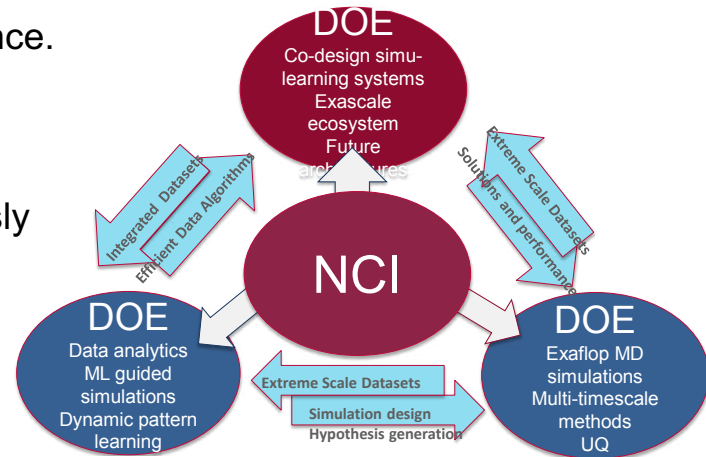 nce.
sly
DOE
Co-design simu-
learning systems
Exascale
ecosystem
Future
architectures
Integrated Datasets
Efficient Data Algorithms
Extreme Scale Datasets
Solutions and performance
NCI
DOE
Data analytics
ML guided
simulations
Dynamic pattern
learning
Extreme Scale Datasets
Simulation design
Hypothesis generation
DOE
Exaflop MD
simulations
Multi-timescale
methods
UQ